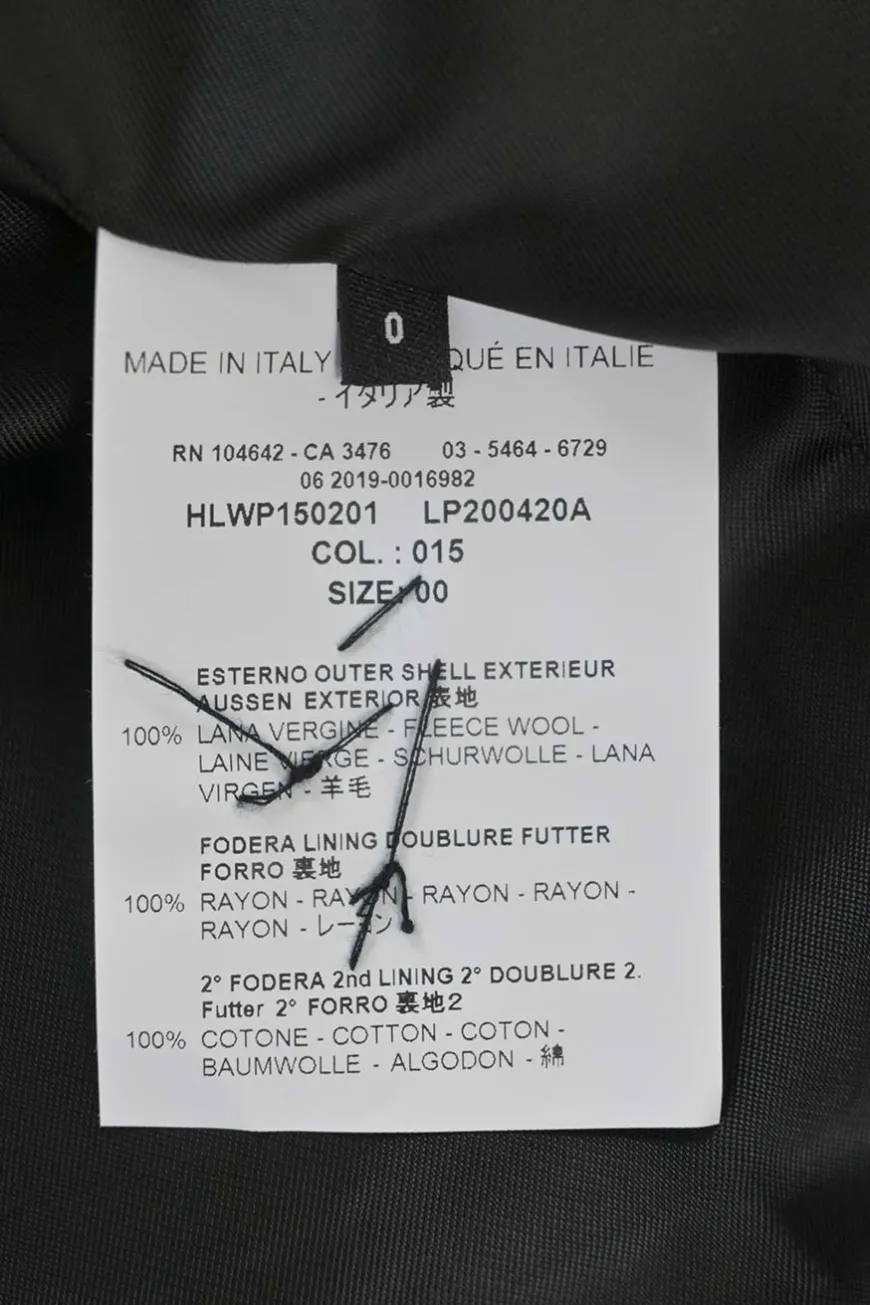 0
MADE IN ITALY QUÉ EN ITALIE
- イタリア製
RN 104642 - CA 3476 03 - 5464 - 6729
06 2019-0016982
HLWP150201 LP200420A
COL. : 015
SIZE: 00
ESTERNO OUTER SHELL EXTERIEUR
AUSSEN EXTERIOR 表地
100% LANA VERGINE - FLEECE WOOL -
LAINE VIERGE - SCHURWOLLE - LANA
VIRGEN - 羊毛
FODERA LINING DOUBLURE FUTTER
FORRO 裏地
100% RAYON - RAYON - RAYON - RAYON -
RAYON - レーヨン
2° FODERA 2nd LINING 2° DOUBLURE 2.
Futter 2° FORRO 裏地2
100% COTONE - COTTON - COTON -
BAUMWOLLE - ALGODON - 綿